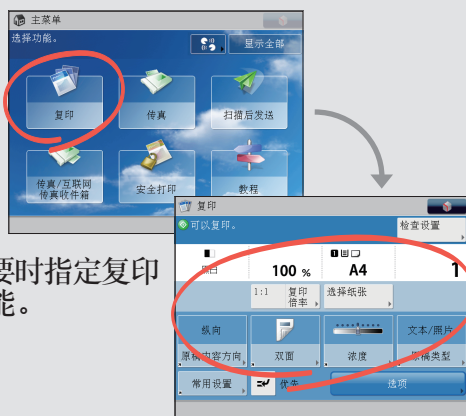 主菜单
选择功能。
显示全部
复印
传真
扫描后发送
传真/互联网
传真收件箱
安全打印
教程
复印
可以复印。
检查设置
100 %
A4
1
1:1
复印
倍率
选择纸张
要时指定复印
能。
纵向
文本/照片
原稿内容方向
双面
浓度
原稿类型
常用设置
优先
选项